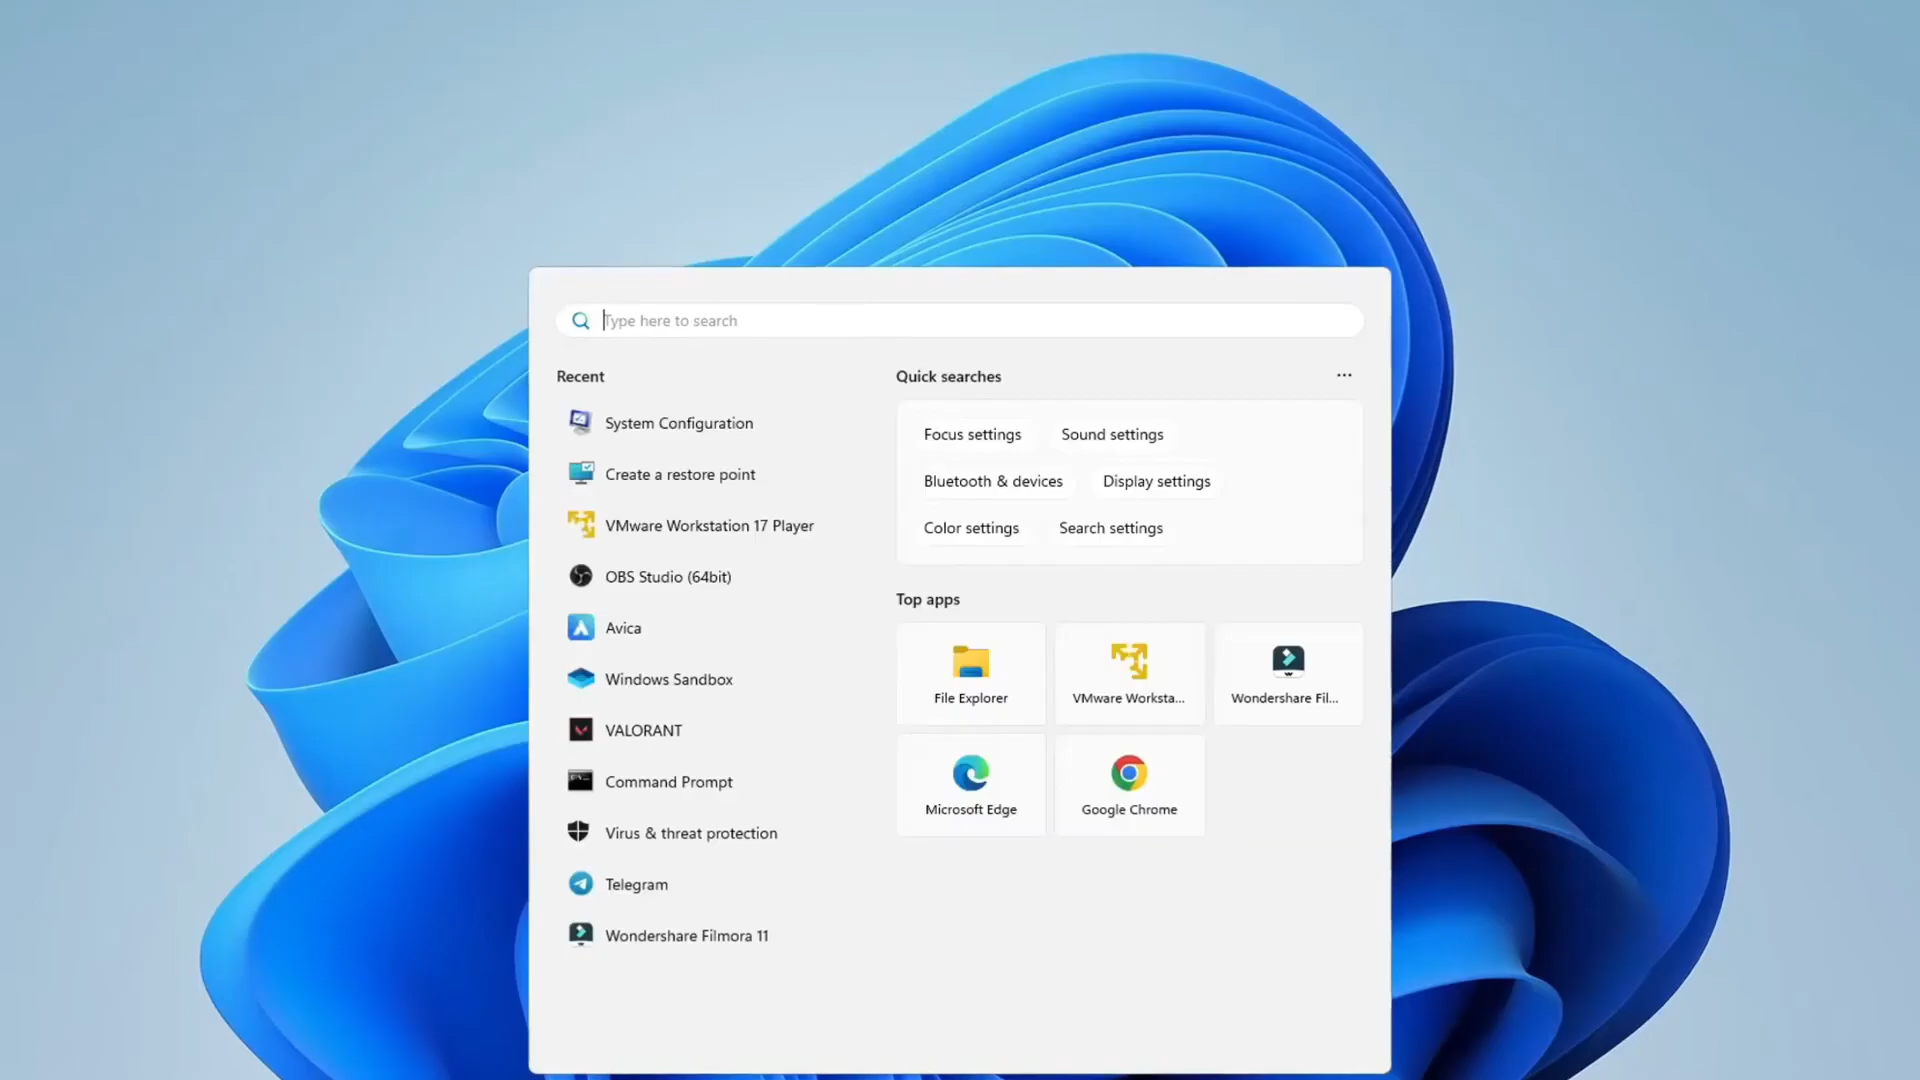 Type here to search
Recent
System Configuration
Create a restore point
VMware Workstation 17 Player
OBS Studio (64bit)
Avica
Windows Sandbox
VALORANT
Command Prompt
Virus & threat protection
Telegram
Wondershare Filmora 11
Quick searches
Focus settings
Sound settings
Bluetooth & devices
Display settings
Color settings
Search settings
Top apps
File Explorer
VMware Worksta...
Wondershare Fil...
Microsoft Edge
Google Chrome